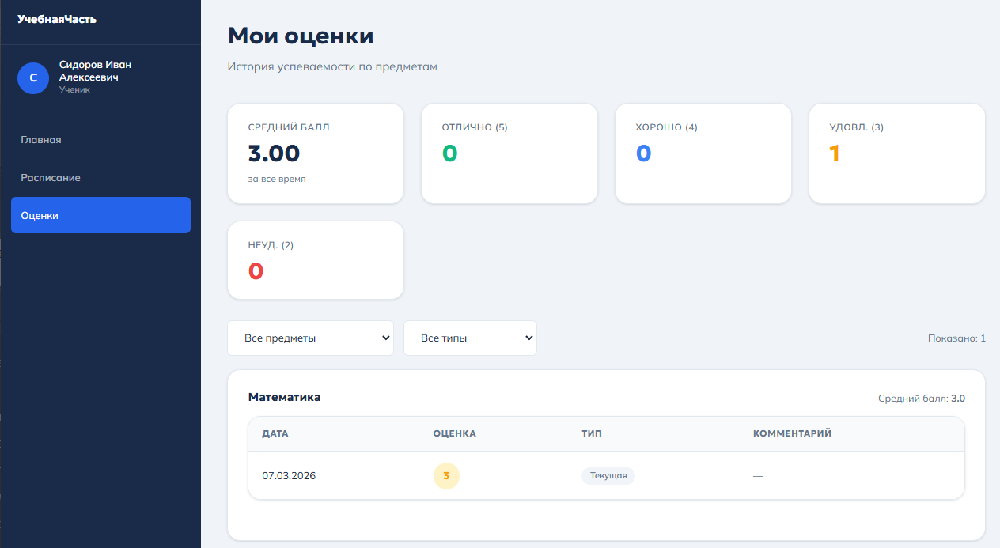 УчебнаяЧасть
С
Сидоров Иван
Алексеевич
Ученик
Главная
Расписание
Оценки
Мои оценки
История успеваемости по предметам
СРЕДНИЙ БАЛЛ
3.00
за все время
ОТЛИЧНО (5)
0
ХОРОШО (4)
0
УДОВЛ. (3)
1
НЕУД. (2)
0
Все предметы
Все типы
Показано: 1
Математика
Средний балл: 3.0
ДАТА ОЦЕНКА ТИП КОММЕНТАРИЙ
07.03.2026 3 Текущая —